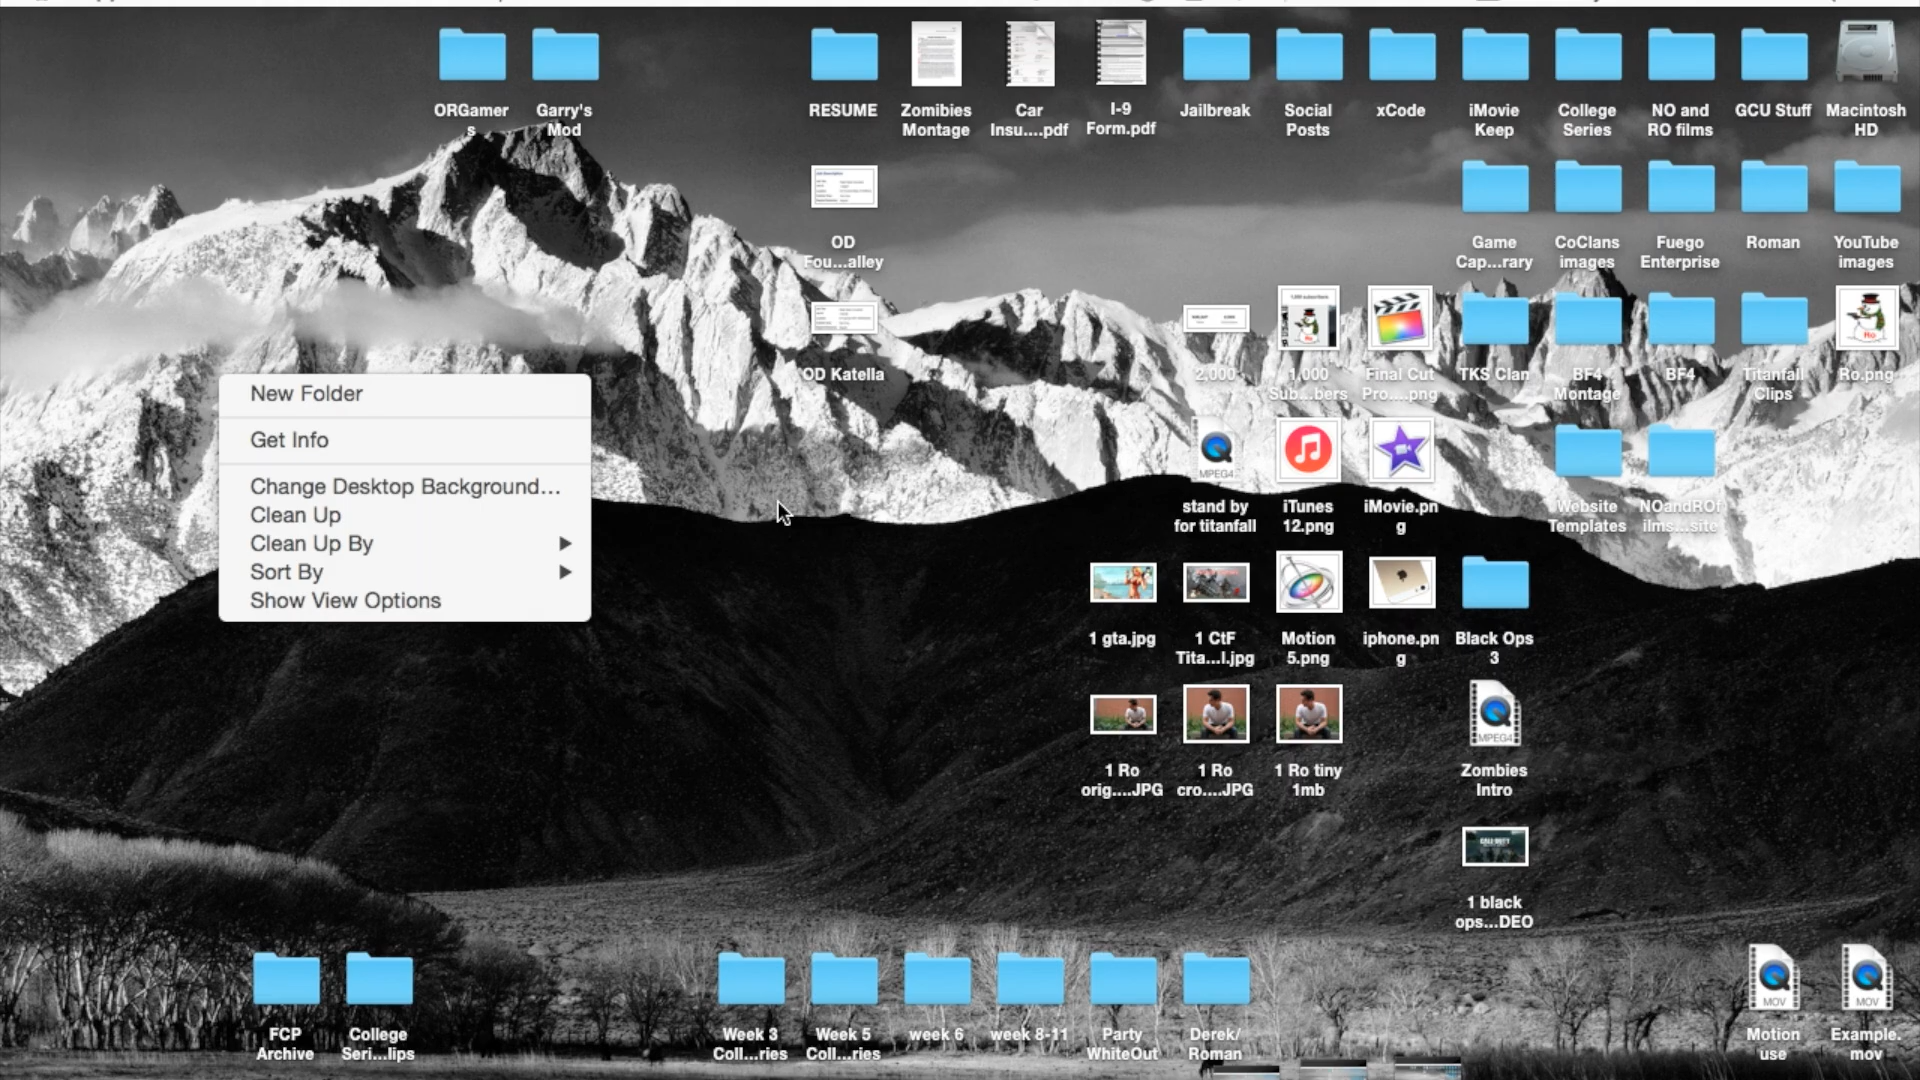 ORGamer
s
Garry's
Mod
RESUME
Zomibies
Montage
Car
Insu....pdf
I-9
Form.pdf
Jailbreak
Social
Posts
xCode
iMovie
Keep
College
Series
NO and
RO films
GCU Stuff
Macintosh
HD
OD
Fou...alley
Game
Cap...rary
CoClans
images
Fuego
Enterprise
Roman
YouTube
images
OD Katella
2,000
1,000
Sub...bers
Final Cut
Pro....png
TKS Clan
BF4
Montage
BF4
Titanfall
Clips
Ro
Ro.png
New Folder
Get Info
Change Desktop Background...
Clean Up
Clean Up By
Sort By
Show View Options
MPEG4
stand by
for titanfall
iTunes
12.png
iMovie.pn
g
Website
Templates
NOandROf
ilms...site
1 gta.jpg
1 CtF
Tita...l.jpg
Motion
5.png
iphone.pn
g
Black Ops
3
1 Ro
orig....JPG
1 Ro
cro....JPG
1 Ro tiny
1mb
MPEG4
Zombies
Intro
1 black
ops...DEO
FCP
Archive
College
Seri...lips
Week 3
Coll...ries
Week 5
Coll...ries
week 6
week 8-11
Party
WhiteOut
Derek/
Roman
MOV
Motion
use
MOV
Example.
mov